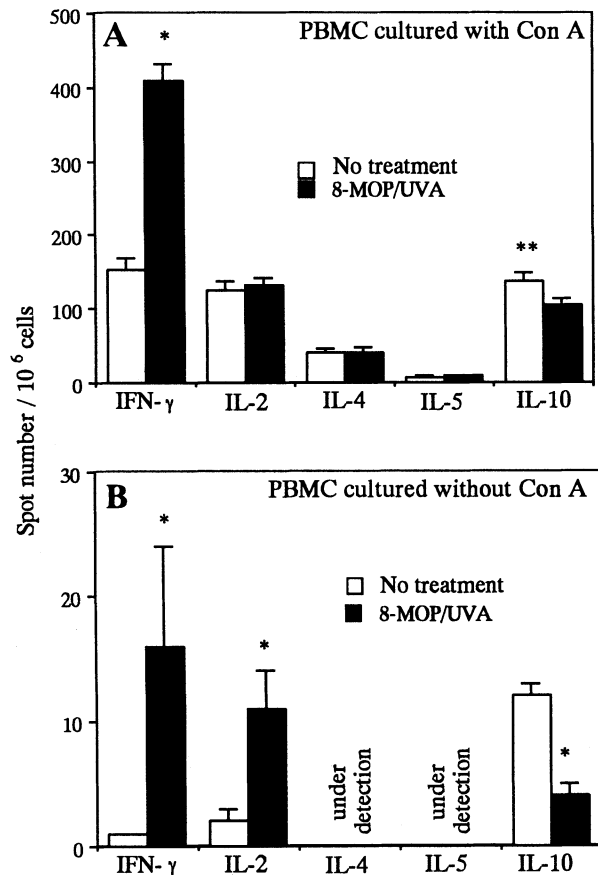 Spot number / 10⁶ cells
A
PBMC cultured with Con A
500
400
300
200
100
0
*
No treatment
8-MOP/UVA
**
IFN-γ IL-2 IL-4 IL-5 IL-10
B
PBMC cultured without Con A
30
20
10
0
*
*
No treatment
8-MOP/UVA
under
detection
under
detection
*
IFN-γ IL-2 IL-4 IL-5 IL-10